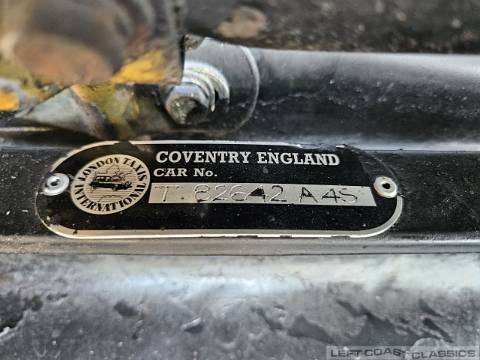 LONDON TAXIS
INTERNATIONAL
COVENTRY ENGLAND
CAR No.
T. 82642 A4S
LEFT COAST CLASSICS